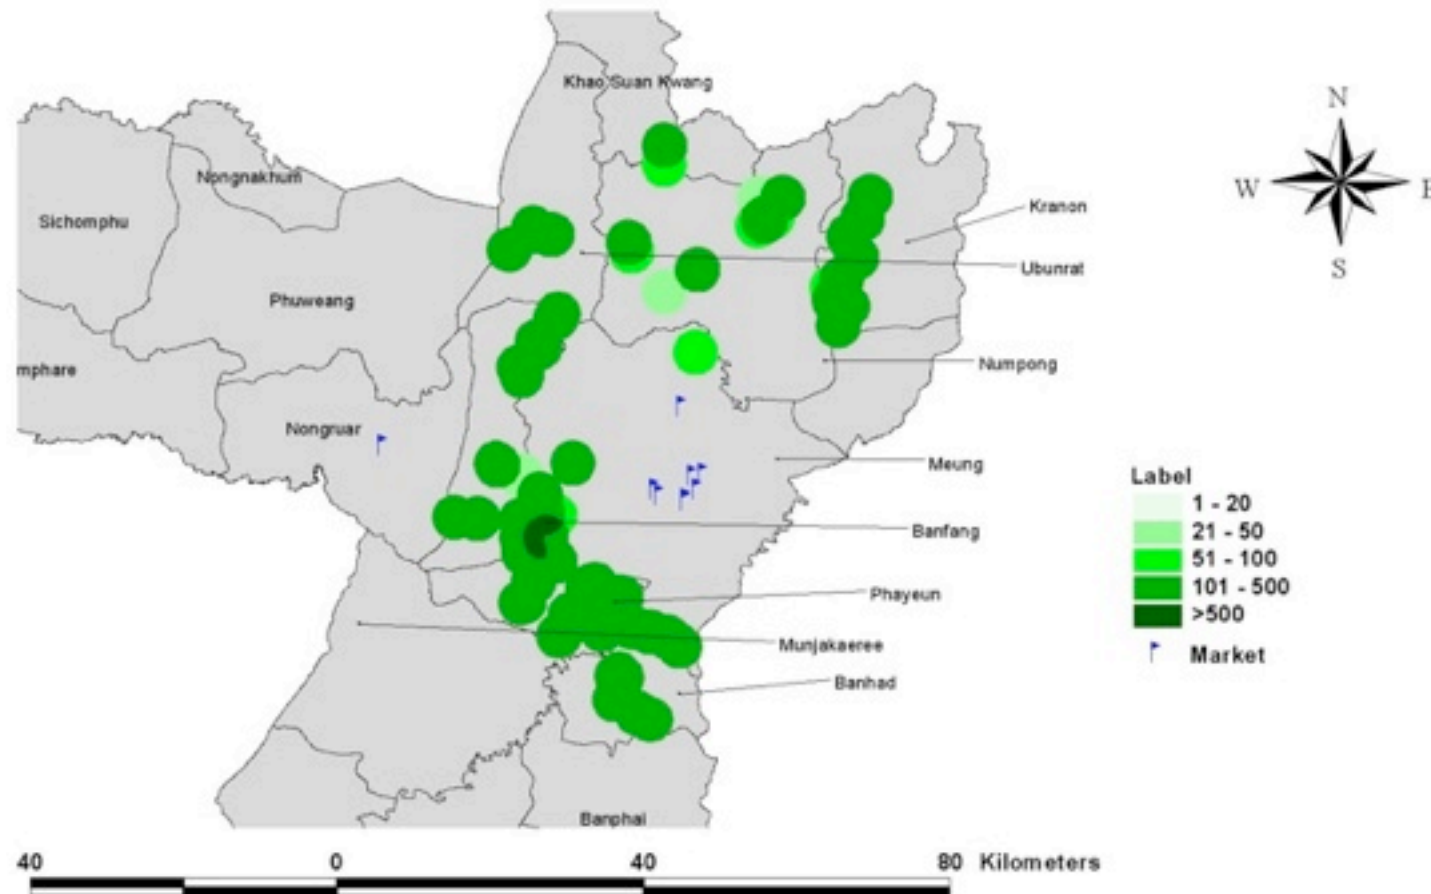 Khao Suan Kwang
N
Nongnakhum
W
E
Sichomphu
Kranon
S
Ubunrat
Phuweang
Numpong
mphare
Nongruar
Meung
Label
1 - 20
21 - 50
Banfang
51 - 100
101 - 500
Phayeun
>500
Munjakaeree
Market
Banhad
Banphai
40 0 40 80 Kilometers